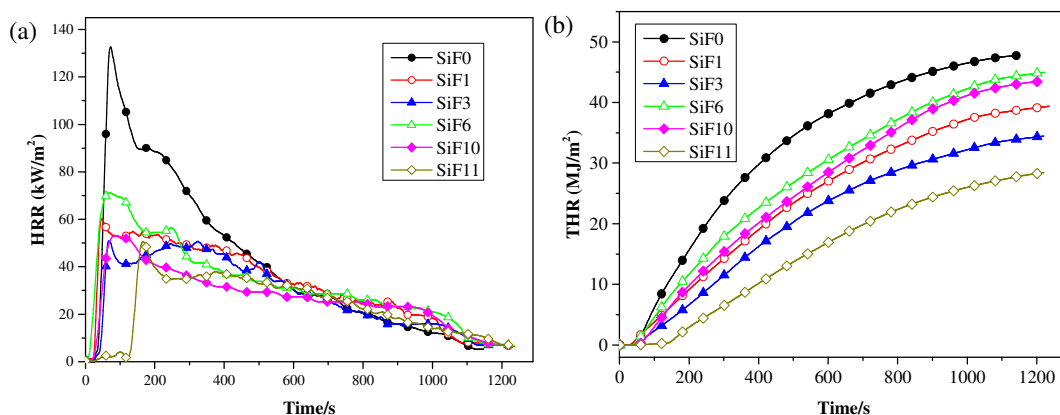 (a)
140
120
100
80
60
40
20
0
HRR (kW/m²)
0 200 400 600 800 1000 1200
Time/s
SiF0
SiF1
SiF3
SiF6
SiF10
SiF11
(b)
50
40
30
20
10
0
THR (MJ/m²)
0 200 400 600 800 1000 1200
Time/s
SiF0
SiF1
SiF3
SiF6
SiF10
SiF11